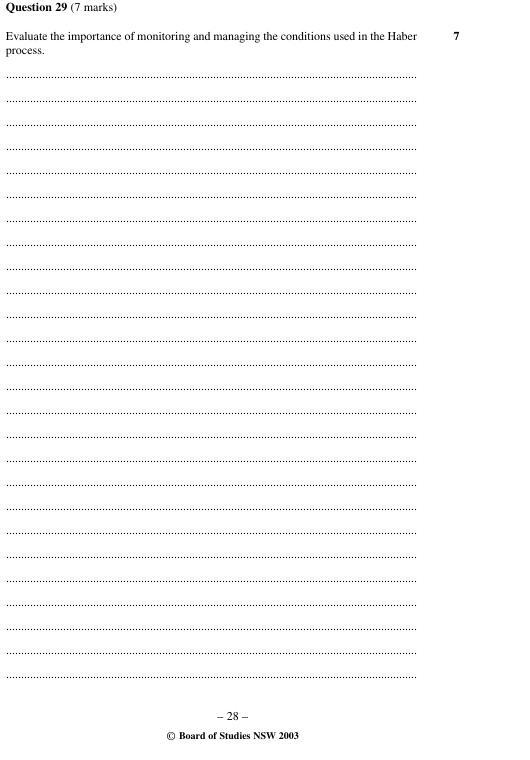 Question 29 (7 marks)
Evaluate the importance of monitoring and managing the conditions used in the Haber 7
process.
– 28 –
© Board of Studies NSW 2003